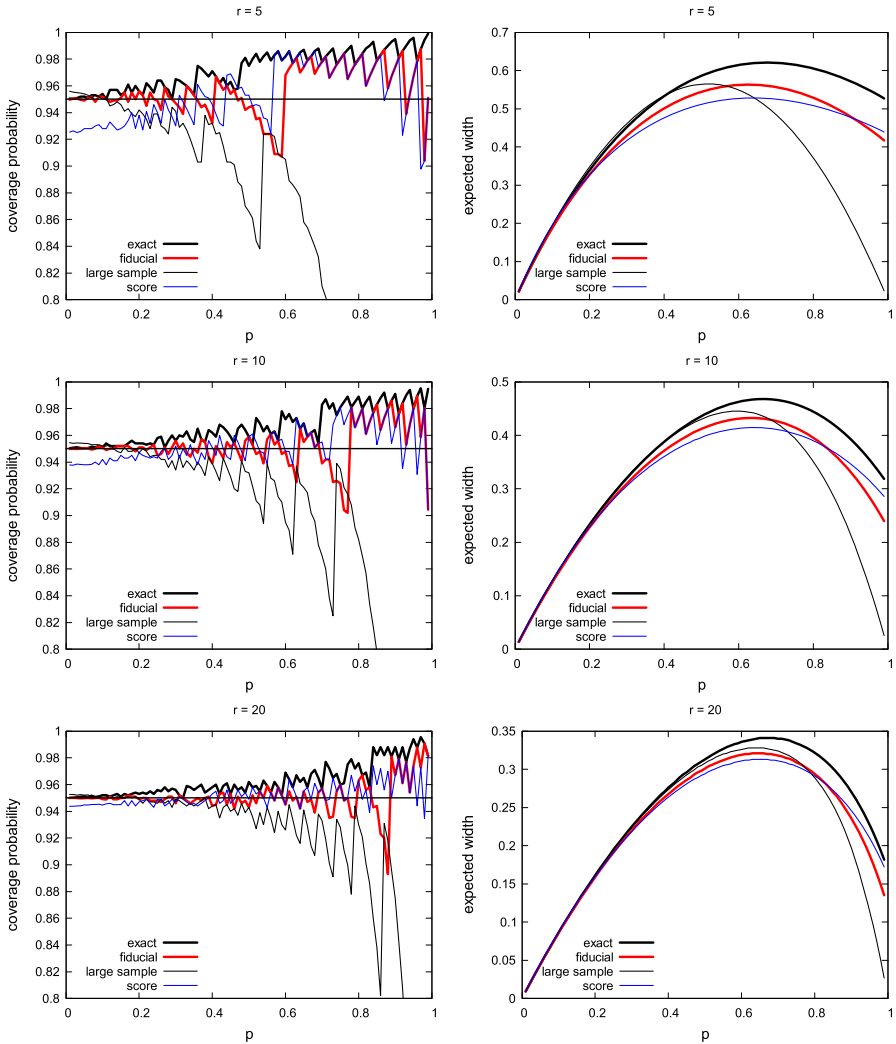 r = 5
coverage probability
1
0.98
0.96
0.94
0.92
0.9
0.88
0.86
0.84
0.82
0.8
exact
fiducial
large sample
score
0 0.2 0.4 0.6 0.8 1
p
r = 5
expected width
0.7
0.6
0.5
0.4
0.3
0.2
0.1
0
exact
fiducial
large sample
score
0 0.2 0.4 0.6 0.8 1
p
r = 10
coverage probability
1
0.98
0.96
0.94
0.92
0.9
0.88
0.86
0.84
0.82
0.8
exact
fiducial
large sample
score
0 0.2 0.4 0.6 0.8 1
p
r = 10
expected width
0.5
0.4
0.3
0.2
0.1
0
exact
fiducial
large sample
score
0 0.2 0.4 0.6 0.8 1
p
r = 20
coverage probability
1
0.98
0.96
0.94
0.92
0.9
0.88
0.86
0.84
0.82
0.8
exact
fiducial
large sample
score
0 0.2 0.4 0.6 0.8 1
p
r = 20
expected width
0.35
0.3
0.25
0.2
0.15
0.1
0.05
0
exact
fiducial
large sample
score
0 0.2 0.4 0.6 0.8 1
p